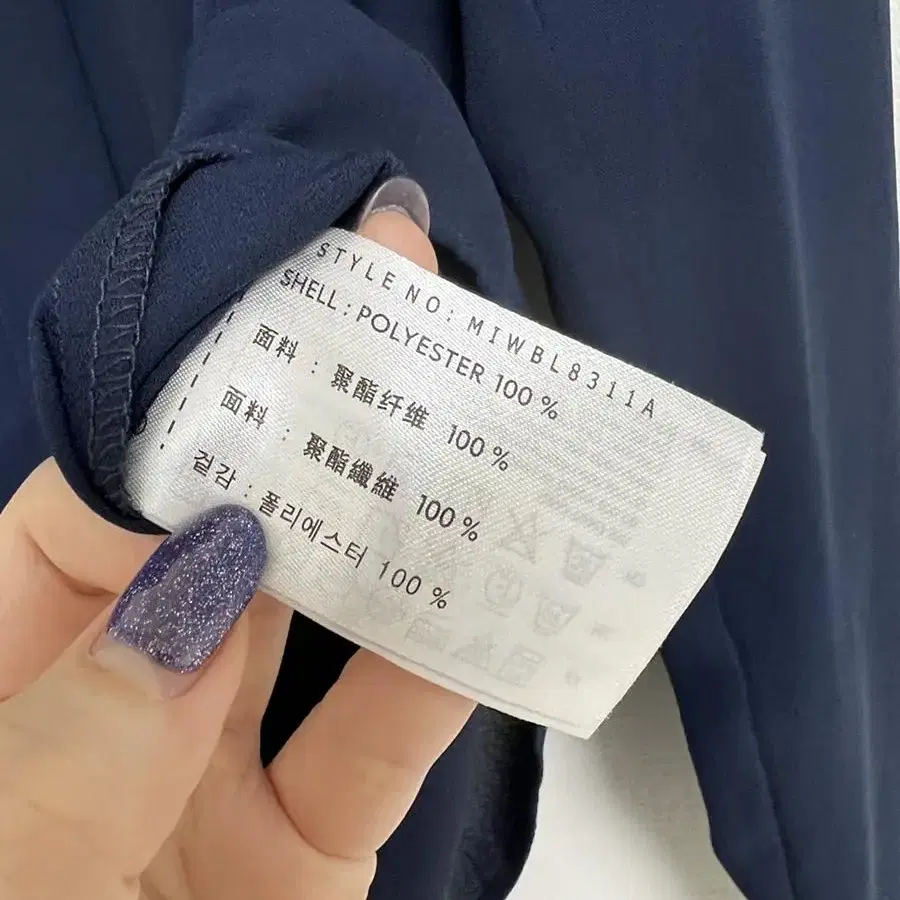 STYLE NO: MIWBL8311A
SHELL : POLYESTER 100 %
面料 : 聚酯纤维 100 %
面料 : 聚酯纖維 100 %
겉감 : 폴리에스터 100 %